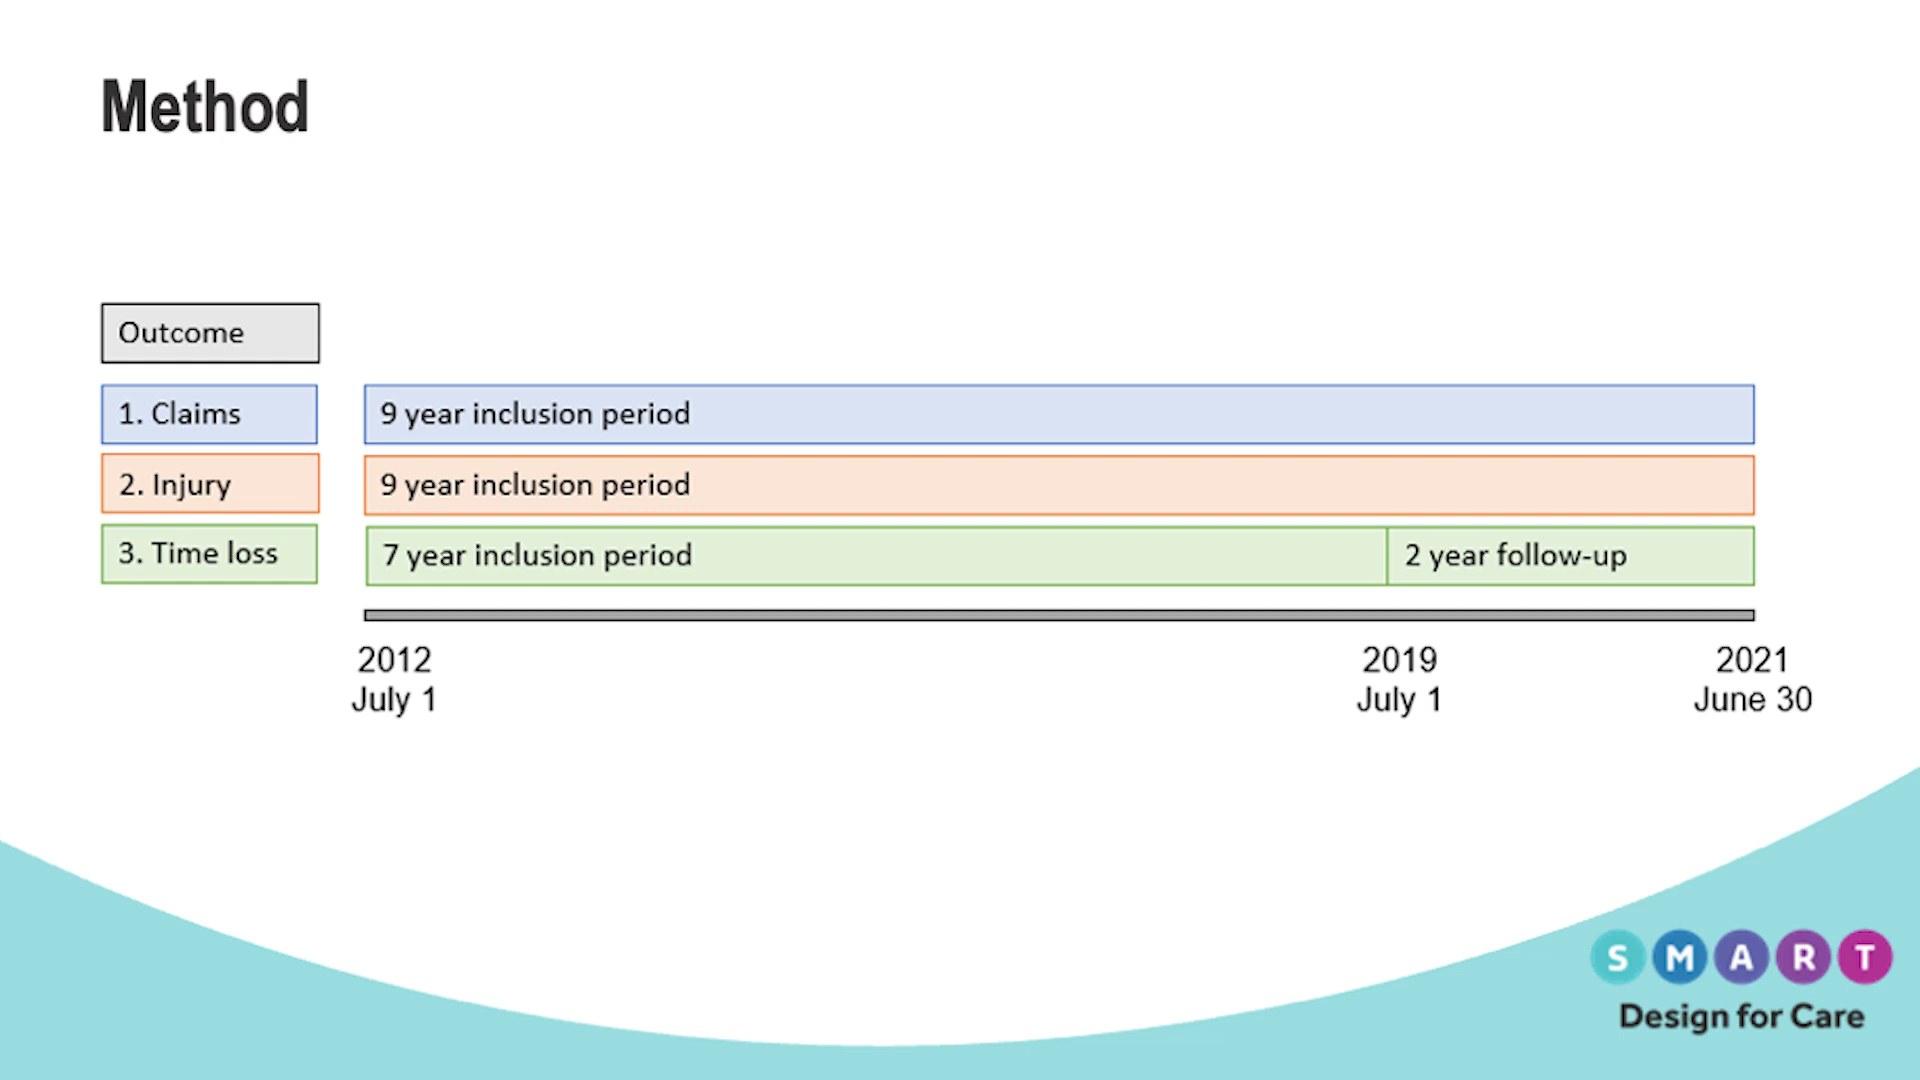 Method
Outcome
1. Claims
9 year inclusion period
2. Injury
9 year inclusion period
3. Time loss
7 year inclusion period
2 year follow-up
2012
July 1
2019
July 1
2021
June 30
SMART
Design for Care